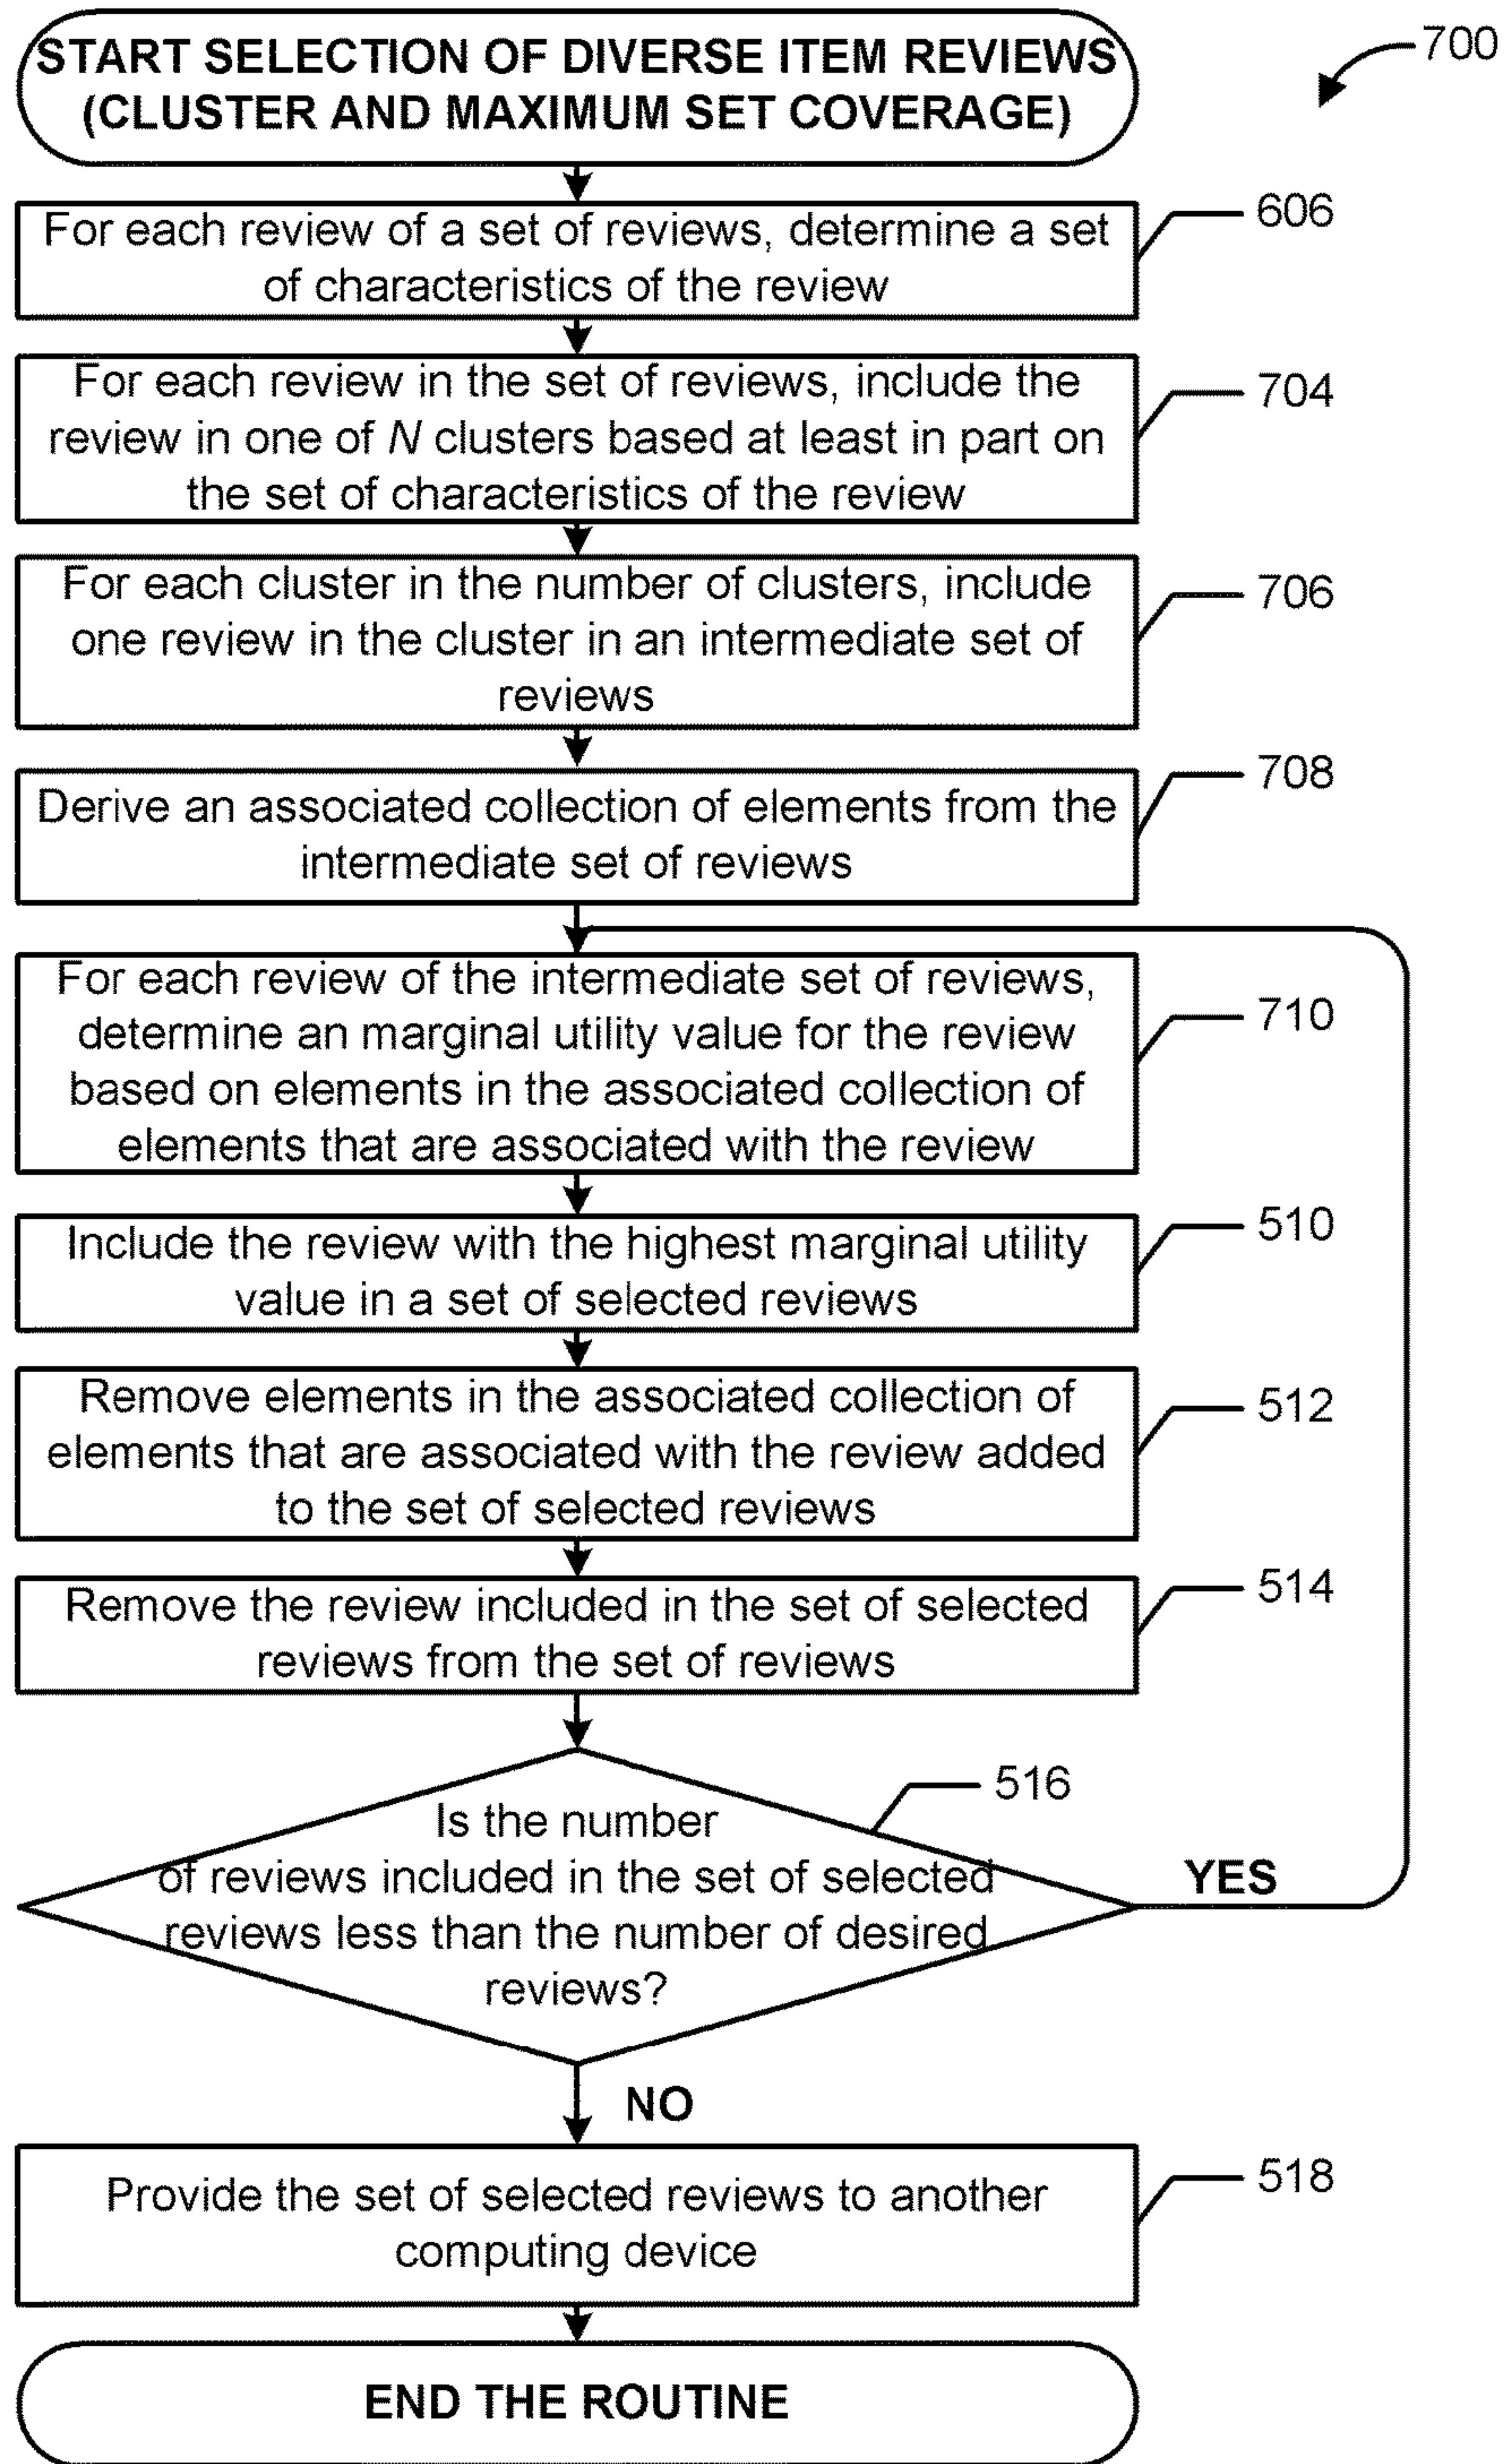 START SELECTION OF DIVERSE ITEM REVIEWS
(CLUSTER AND MAXIMUM SET COVERAGE)
700
For each review of a set of reviews, determine a set
of characteristics of the review
606
For each review in the set of reviews, include the
review in one of N clusters based at least in part on
the set of characteristics of the review
704
For each cluster in the number of clusters, include
one review in the cluster in an intermediate set of
reviews
706
Derive an associated collection of elements from the
intermediate set of reviews
708
For each review of the intermediate set of reviews,
determine an marginal utility value for the review
based on elements in the associated collection of
elements that are associated with the review
710
Include the review with the highest marginal utility
value in a set of selected reviews
510
Remove elements in the associated collection of
elements that are associated with the review added
to the set of selected reviews
512
Remove the review included in the set of selected
reviews from the set of reviews
514
Is the number
of reviews included in the set of selected
reviews less than the number of desired
reviews?
516
YES
NO
Provide the set of selected reviews to another
computing device
518
END THE ROUTINE